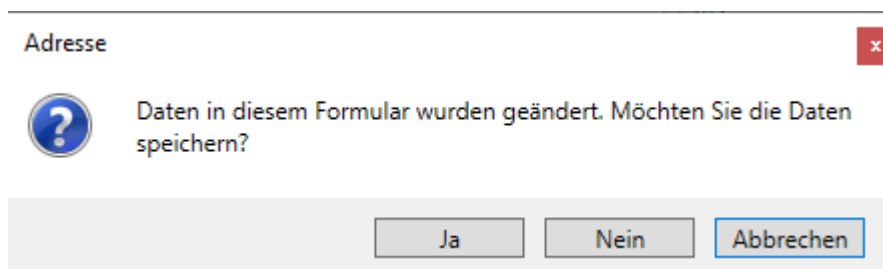 Adresse
x
Daten in diesem Formular wurden geändert. Möchten Sie die Daten
speichern?
Ja
Nein
Abbrechen